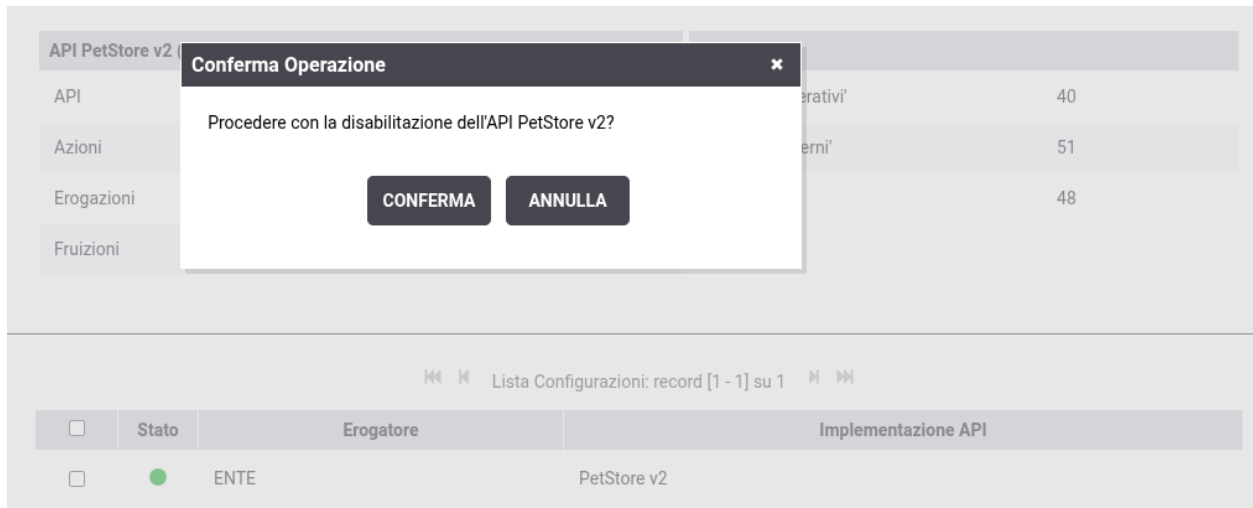 API PetStore v2 (
Conferma Operazione
Procedere con la disabilitazione dell'API PetStore v2?
CONFERMA ANNULLA
API erativi' 40
Azioni erni' 51
Erogazioni 48
Fruizioni
Lista Configurazioni: record [1 - 1] su 1
Stato Erogatore Implementazione API
ENTE PetStore v2